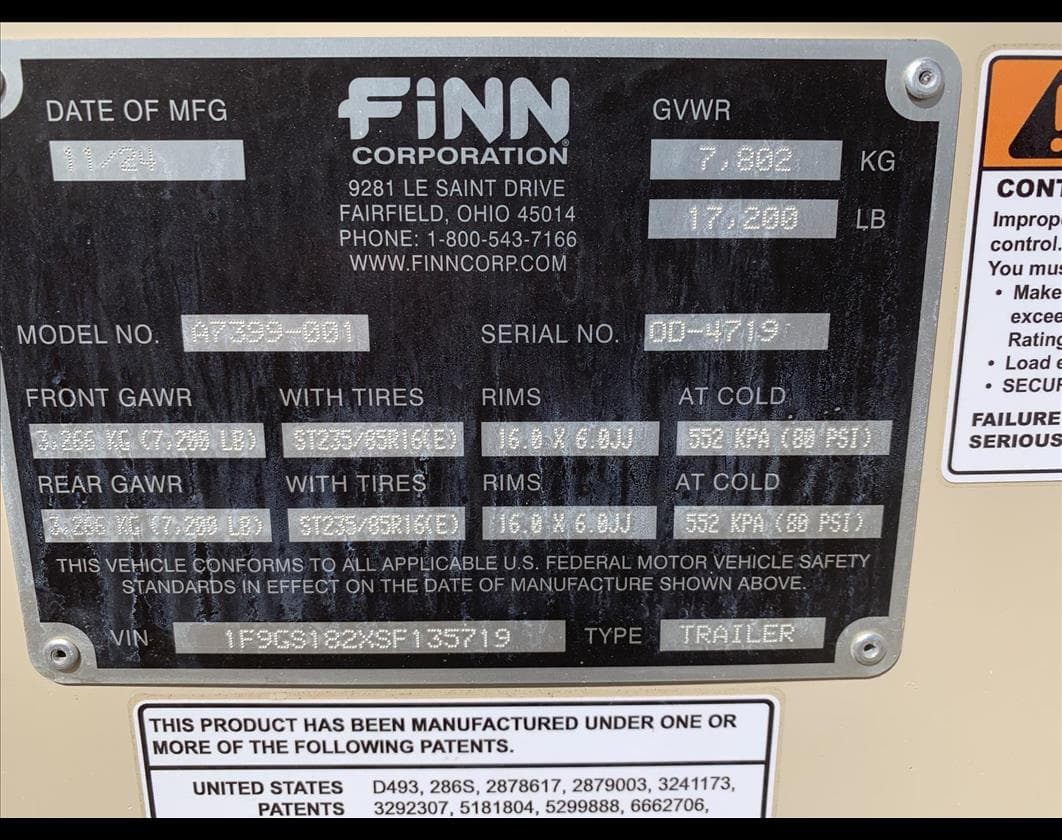 DATE OF MFG
11/24
FiNN
CORPORATION
9281 LE SAINT DRIVE
FAIRFIELD, OHIO 45014
PHONE: 1-800-543-7166
WWW.FINNCORP.COM
GVWR
7,802 KG
17,200 LB
MODEL NO. A7399-001 SERIAL NO. OD-4719
FRONT GAWR WITH TIRES RIMS AT COLD
3,266 KG (7,200 LB) ST235/85R16(E) 16.0 X 6.0JJ 552 KPA (80 PSI)
REAR GAWR WITH TIRES RIMS AT COLD
3,266 KG (7,200 LB) ST235/85R16(E) 16.0 X 6.0JJ 552 KPA (80 PSI)
THIS VEHICLE CONFORMS TO ALL APPLICABLE U.S. FEDERAL MOTOR VEHICLE SAFETY
STANDARDS IN EFFECT ON THE DATE OF MANUFACTURE SHOWN ABOVE.
VIN 1F9GS182XSF135719 TYPE TRAILER
THIS PRODUCT HAS BEEN MANUFACTURED UNDER ONE OR
MORE OF THE FOLLOWING PATENTS.
UNITED STATES D493, 286S, 2878617, 2879003, 3241173,
PATENTS 3292307, 5181804, 5299888, 6662706,
control.
You
• Make
Rating
• Load
•
FAILURE
SERIOUS